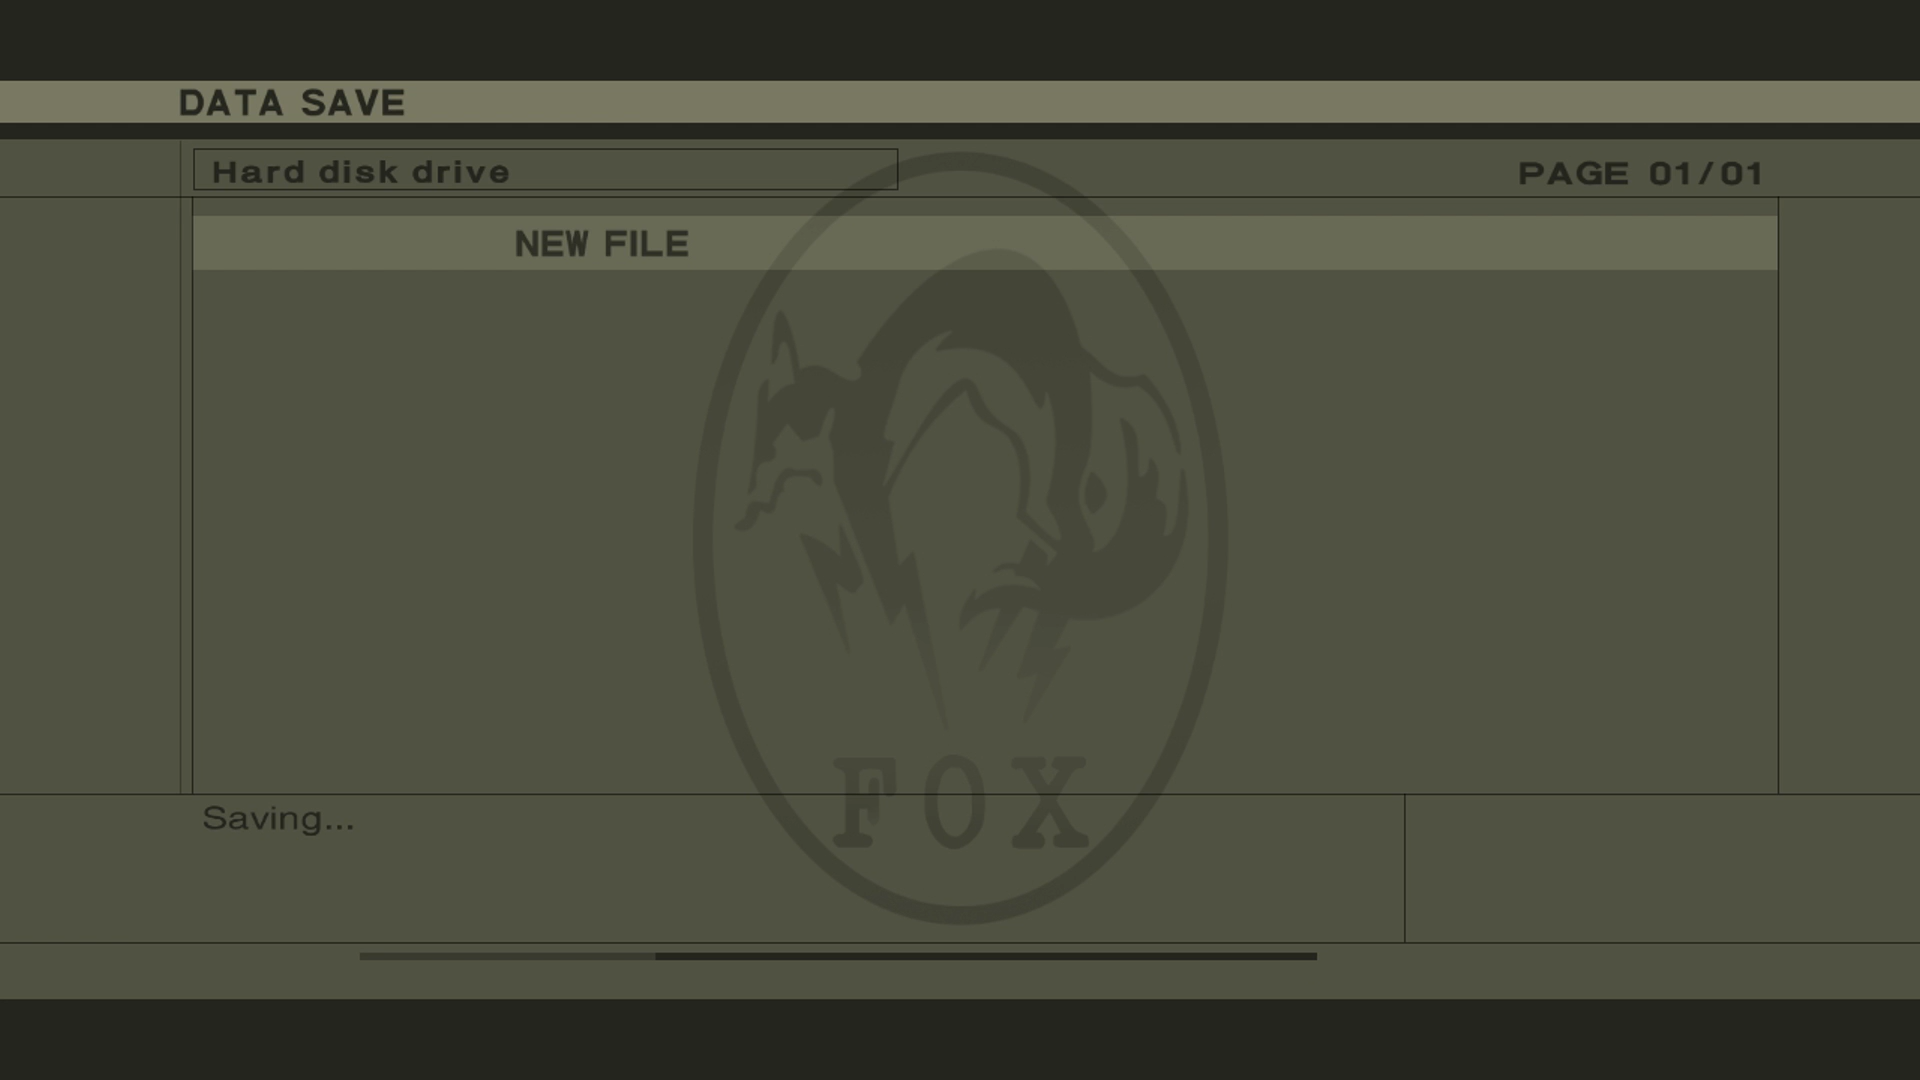 DATA SAVE
Hard disk drive
PAGE 01/01
NEW FILE
FOX
Saving...